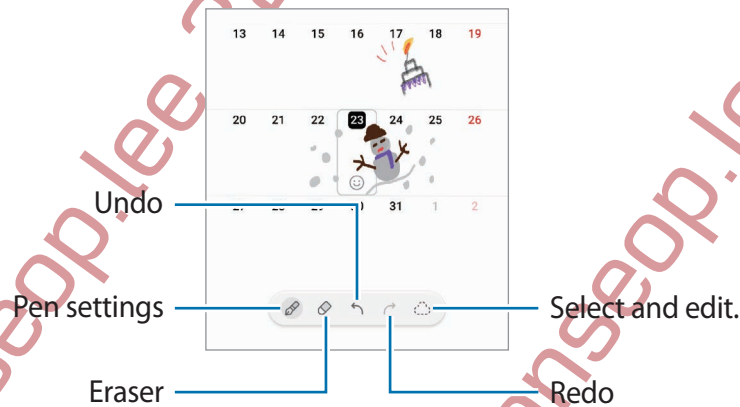 13 14 15 16 17 18 19
20 21 22 23 24 25 26
31 1 2
Undo
Pen settings
Select and edit.
Eraser
Redo